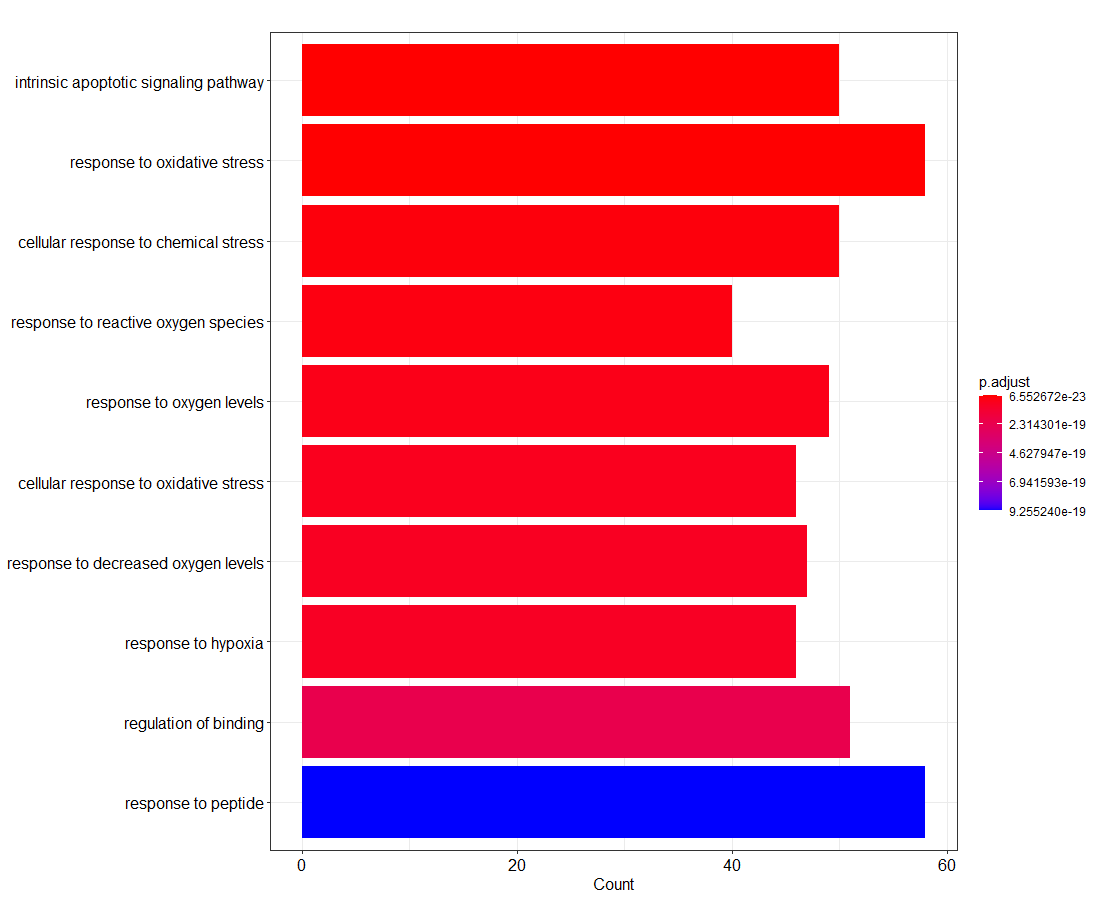 intrinsic apoptotic signaling pathway
response to oxidative stress
cellular response to chemical stress
response to reactive oxygen species
response to oxygen levels
cellular response to oxidative stress
response to decreased oxygen levels
response to hypoxia
regulation of binding
response to peptide
0 20 40 60
Count
p.adjust
6.552672e-23
2.314301e-19
4.627947e-19
6.941593e-19
9.255240e-19